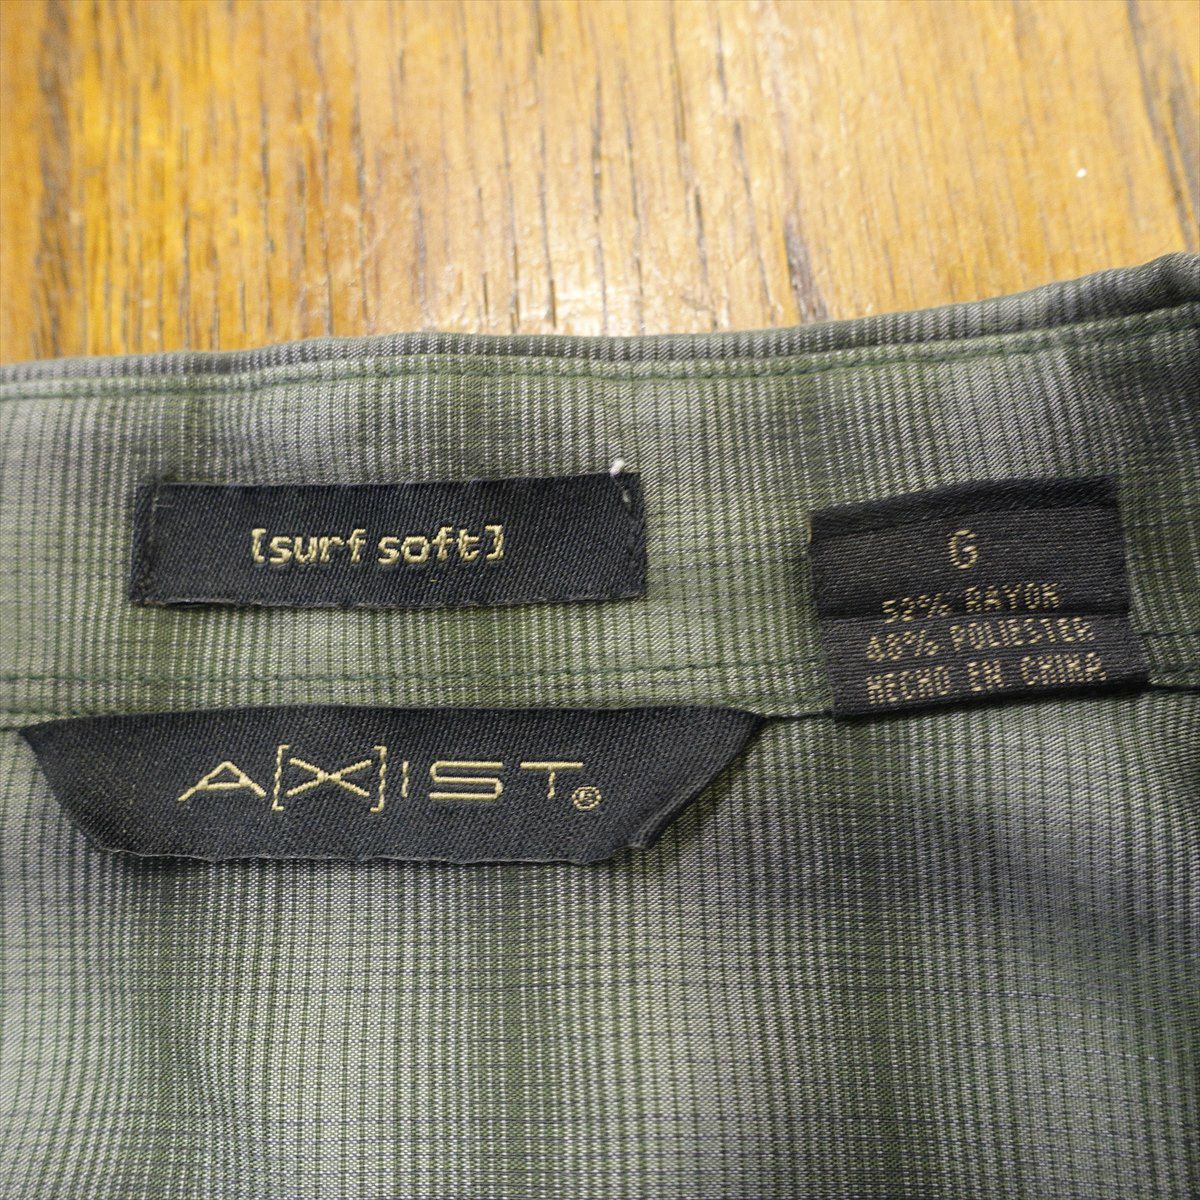 [surf soft]
G
52% RAYON
48% POLIESTER
HECHO EN CHINA
A[X]IST®